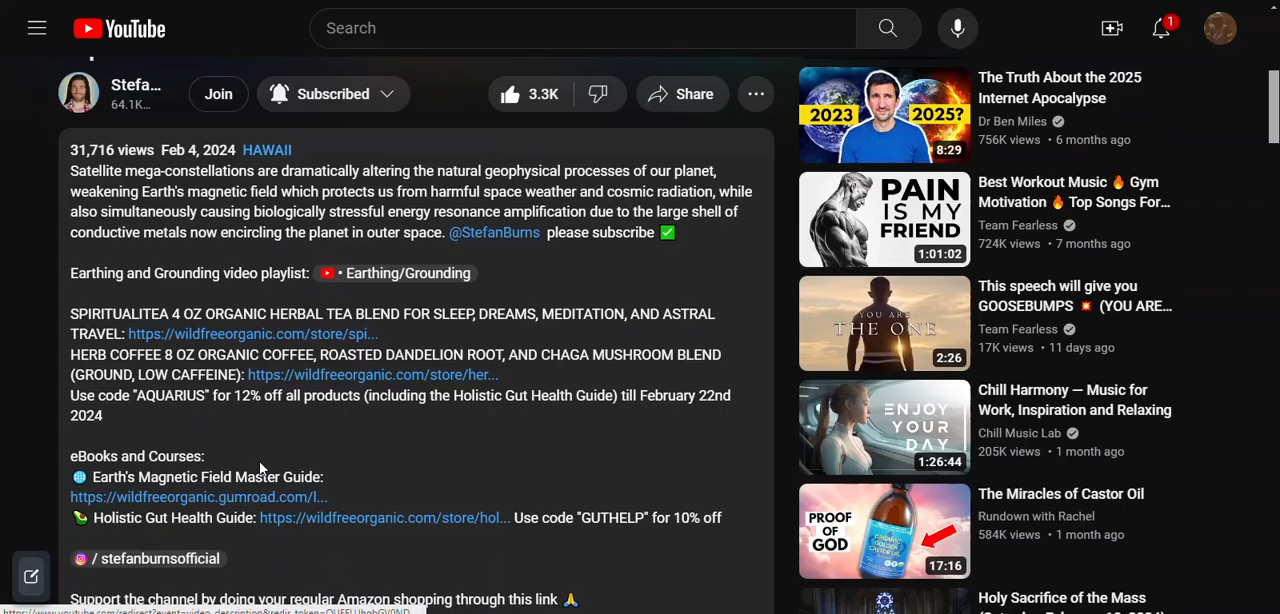 YouTube
Search
1
Stefa...
64.1K...
Join
Subscribed
3.3K
Share
31,716 views Feb 4, 2024 HAWAII
Satellite mega-constellations are dramatically altering the natural geophysical processes of our planet,
weakening Earth's magnetic field which protects us from harmful space weather and cosmic radiation, while
also simultaneously causing biologically stressful energy resonance amplification due to the large shell of
conductive metals now encircling the planet in outer space. @StefanBurns please subscribe ✅
Earthing and Grounding video playlist: • Earthing/Grounding
SPIRITUALITEA 4 OZ ORGANIC HERBAL TEA BLEND FOR SLEEP, DREAMS, MEDITATION, AND ASTRAL
TRAVEL: https://wildfreeorganic.com/store/spi...
HERB COFFEE 8 OZ ORGANIC COFFEE, ROASTED DANDELION ROOT, AND CHAGA MUSHROOM BLEND
(GROUND, LOW CAFFEINE): https://wildfreeorganic.com/store/her...
Use code "AQUARIUS" for 12% off all products (including the Holistic Gut Health Guide) till February 22nd
2024
eBooks and Courses:
🌐 Earth's Magnetic Field Master Guide:
https://wildfreeorganic.gumroad.com/l...
🥑 Holistic Gut Health Guide: https://wildfreeorganic.com/store/hol... Use code "GUTHELP" for 10% off
/ stefanburnsofficial
Support the channel by doing your regular Amazon shopping through this link 🙏
2023
2025?
8:29
The Truth About the 2025
Internet Apocalypse
Dr Ben Miles
756K views • 6 months ago
PAIN
IS MY
FRIEND
1:01:02
Best Workout Music 🔥 Gym
Motivation 🔥 Top Songs For...
Team Fearless
724K views • 7 months ago
YOU ARE
THE ONE
2:26
This speech will give you
GOOSEBUMPS 💥 (YOU ARE...
Team Fearless
17K views • 11 days ago
ENJOY
YOUR
DAY
1:26:44
Chill Harmony — Music for
Work, Inspiration and Relaxing
Chill Music Lab
205K views • 1 month ago
PROOF
OF
GOD
ORGANIC
GOLDEN
CASTOR OIL
17:16
The Miracles of Castor Oil
Rundown with Rachel
584K views • 1 month ago
Holy Sacrifice of the Mass